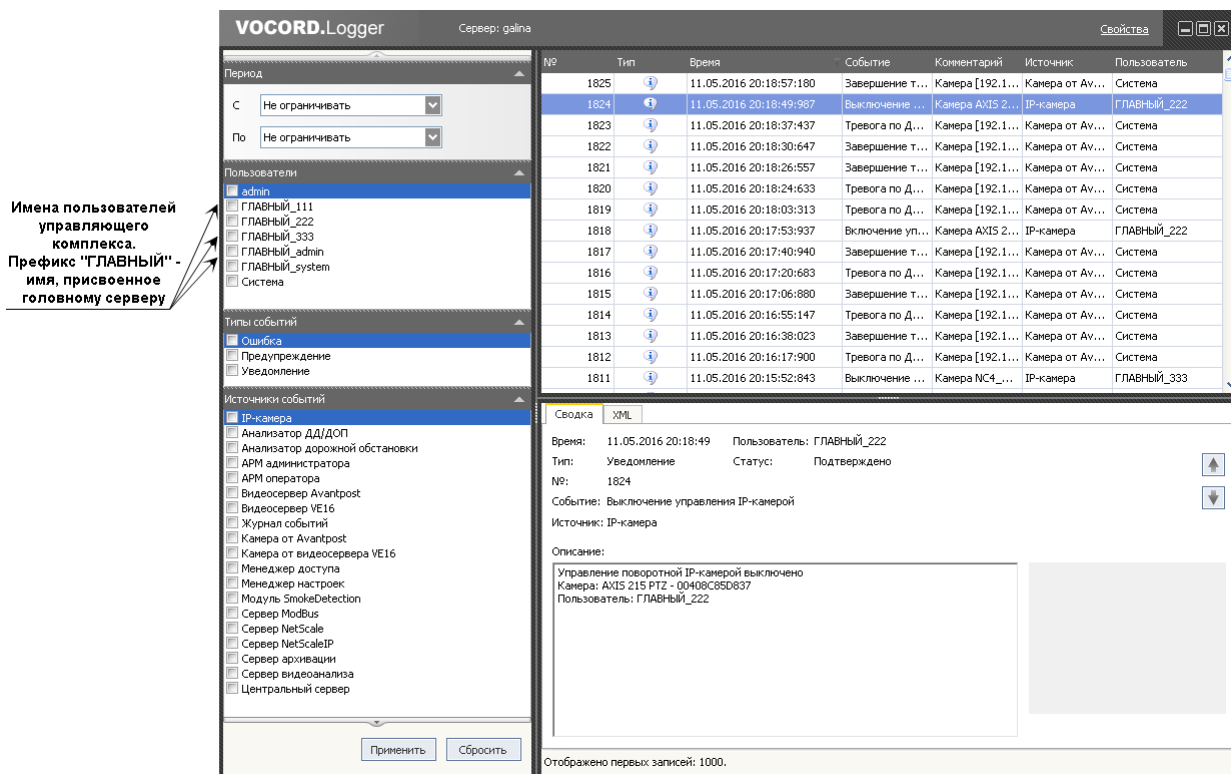 VOCORD.Logger Сервер: galina Свойства
Период
С Не ограничивать
По Не ограничивать
Пользователи
admin
ГЛАВНЫЙ_111
ГЛАВНЫЙ_222
ГЛАВНЫЙ_333
ГЛАВНЫЙ_admin
ГЛАВНЫЙ_system
Система
Имена пользователей
управляющего
комплекса.
Префикс "ГЛАВНЫЙ" -
имя, присвоенное
головному серверу
Типы событий
Ошибка
Предупреждение
Уведомление
Источники событий
IP-камера
Анализатор ДД/ДОП
Анализатор дорожной обстановки
АРМ администратора
АРМ оператора
Видеосервер Avantpost
Видеосервер VE16
Журнал событий
Камера от Avantpost
Камера от видеосервера VE16
Менеджер доступа
Менеджер настроек
Модуль SmokeDetection
Сервер ModBus
Сервер NetScale
Сервер NetScaleIP
Сервер архивации
Сервер видеоанализа
Центральный сервер
Применить Сбросить
№ Тип Время Событие Комментарий Источник Пользователь
1825 11.05.2016 20:18:57:180 Завершение т... Камера [192.1... Камера от Av... Система
1824 11.05.2016 20:18:49:987 Выключение ... Камера AXIS 2... IP-камера ГЛАВНЫЙ_222
1823 11.05.2016 20:18:37:437 Тревога по Д... Камера [192.1... Камера от Av... Система
1822 11.05.2016 20:18:30:647 Завершение т... Камера [192.1... Камера от Av... Система
1821 11.05.2016 20:18:26:557 Завершение т... Камера [192.1... Камера от Av... Система
1820 11.05.2016 20:18:24:633 Тревога по Д... Камера [192.1... Камера от Av... Система
1819 11.05.2016 20:18:03:313 Тревога по Д... Камера [192.1... Камера от Av... Система
1818 11.05.2016 20:17:53:937 Включение уп... Камера AXIS 2... IP-камера ГЛАВНЫЙ_222
1817 11.05.2016 20:17:40:940 Завершение т... Камера [192.1... Камера от Av... Система
1816 11.05.2016 20:17:20:683 Тревога по Д... Камера [192.1... Камера от Av... Система
1815 11.05.2016 20:17:06:880 Завершение т... Камера [192.1... Камера от Av... Система
1814 11.05.2016 20:16:55:147 Тревога по Д... Камера [192.1... Камера от Av... Система
1813 11.05.2016 20:16:38:023 Завершение т... Камера [192.1... Камера от Av... Система
1812 11.05.2016 20:16:17:900 Тревога по Д... Камера [192.1... Камера от Av... Система
1811 11.05.2016 20:15:52:843 Выключение ... Камера NC4_... IP-камера ГЛАВНЫЙ_333
Сводка XML
Время: 11.05.2016 20:18:49 Пользователь: ГЛАВНЫЙ_222
Тип: Уведомление Статус: Подтверждено
№: 1824
Событие: Выключение управления IP-камерой
Источник: IP-камера
Описание:
Управление поворотной IP-камерой выключено
Камера: AXIS 215 PTZ - 00408C85D837
Пользователь: ГЛАВНЫЙ_222
Отображено первых записей: 1000.